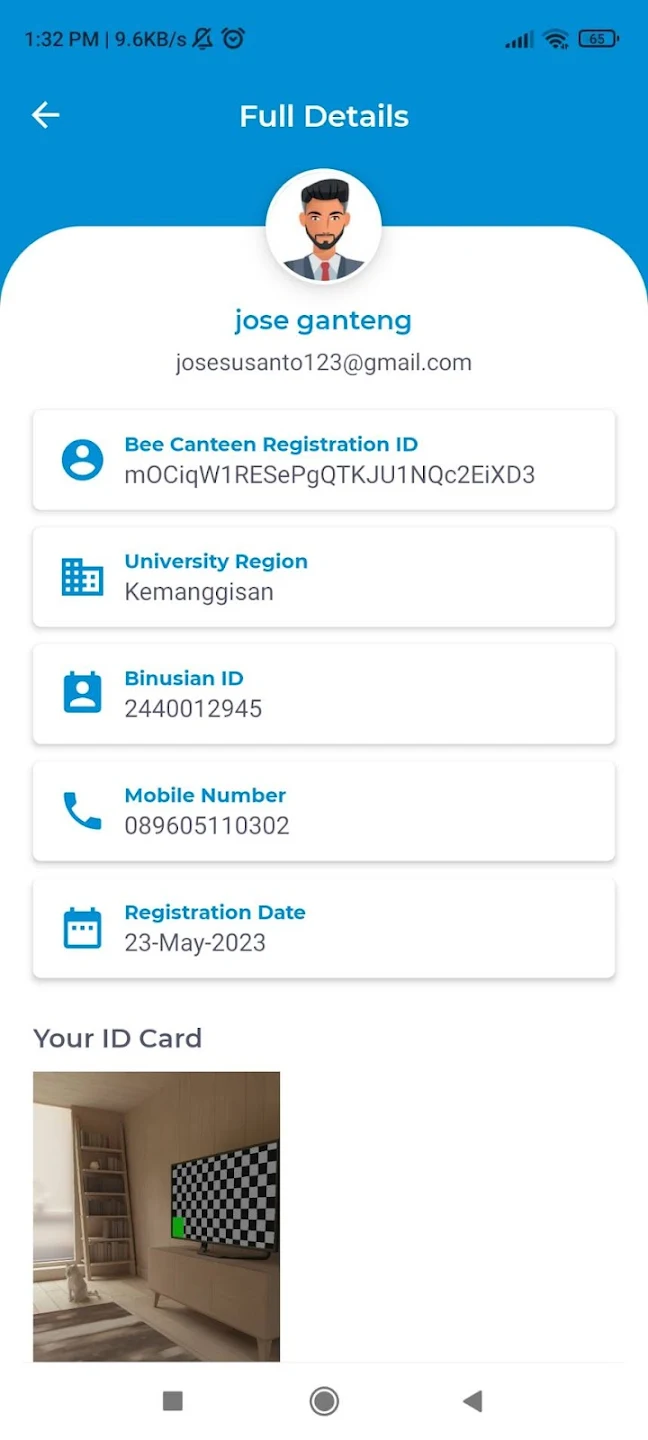 1:32 PM | 9.6KB/s
65
Full Details
jose ganteng
josesusanto123@gmail.com
Bee Canteen Registration ID
mOCiqW1RESePgQTKJU1NQc2EiXD3
University Region
Kemanggisan
Binusian ID
2440012945
Mobile Number
089605110302
Registration Date
23-May-2023
Your ID Card